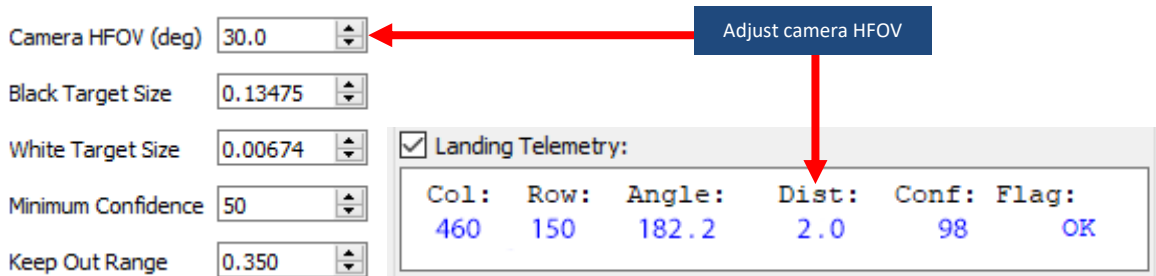 Camera HFOV (deg) 30.0
Adjust camera HFOV
Black Target Size 0.13475
White Target Size 0.00674
Minimum Confidence 50
Keep Out Range 0.350
Landing Telemetry:
Col: Row: Angle: Dist: Conf: Flag:
460 150 182.2 2.0 98 OK